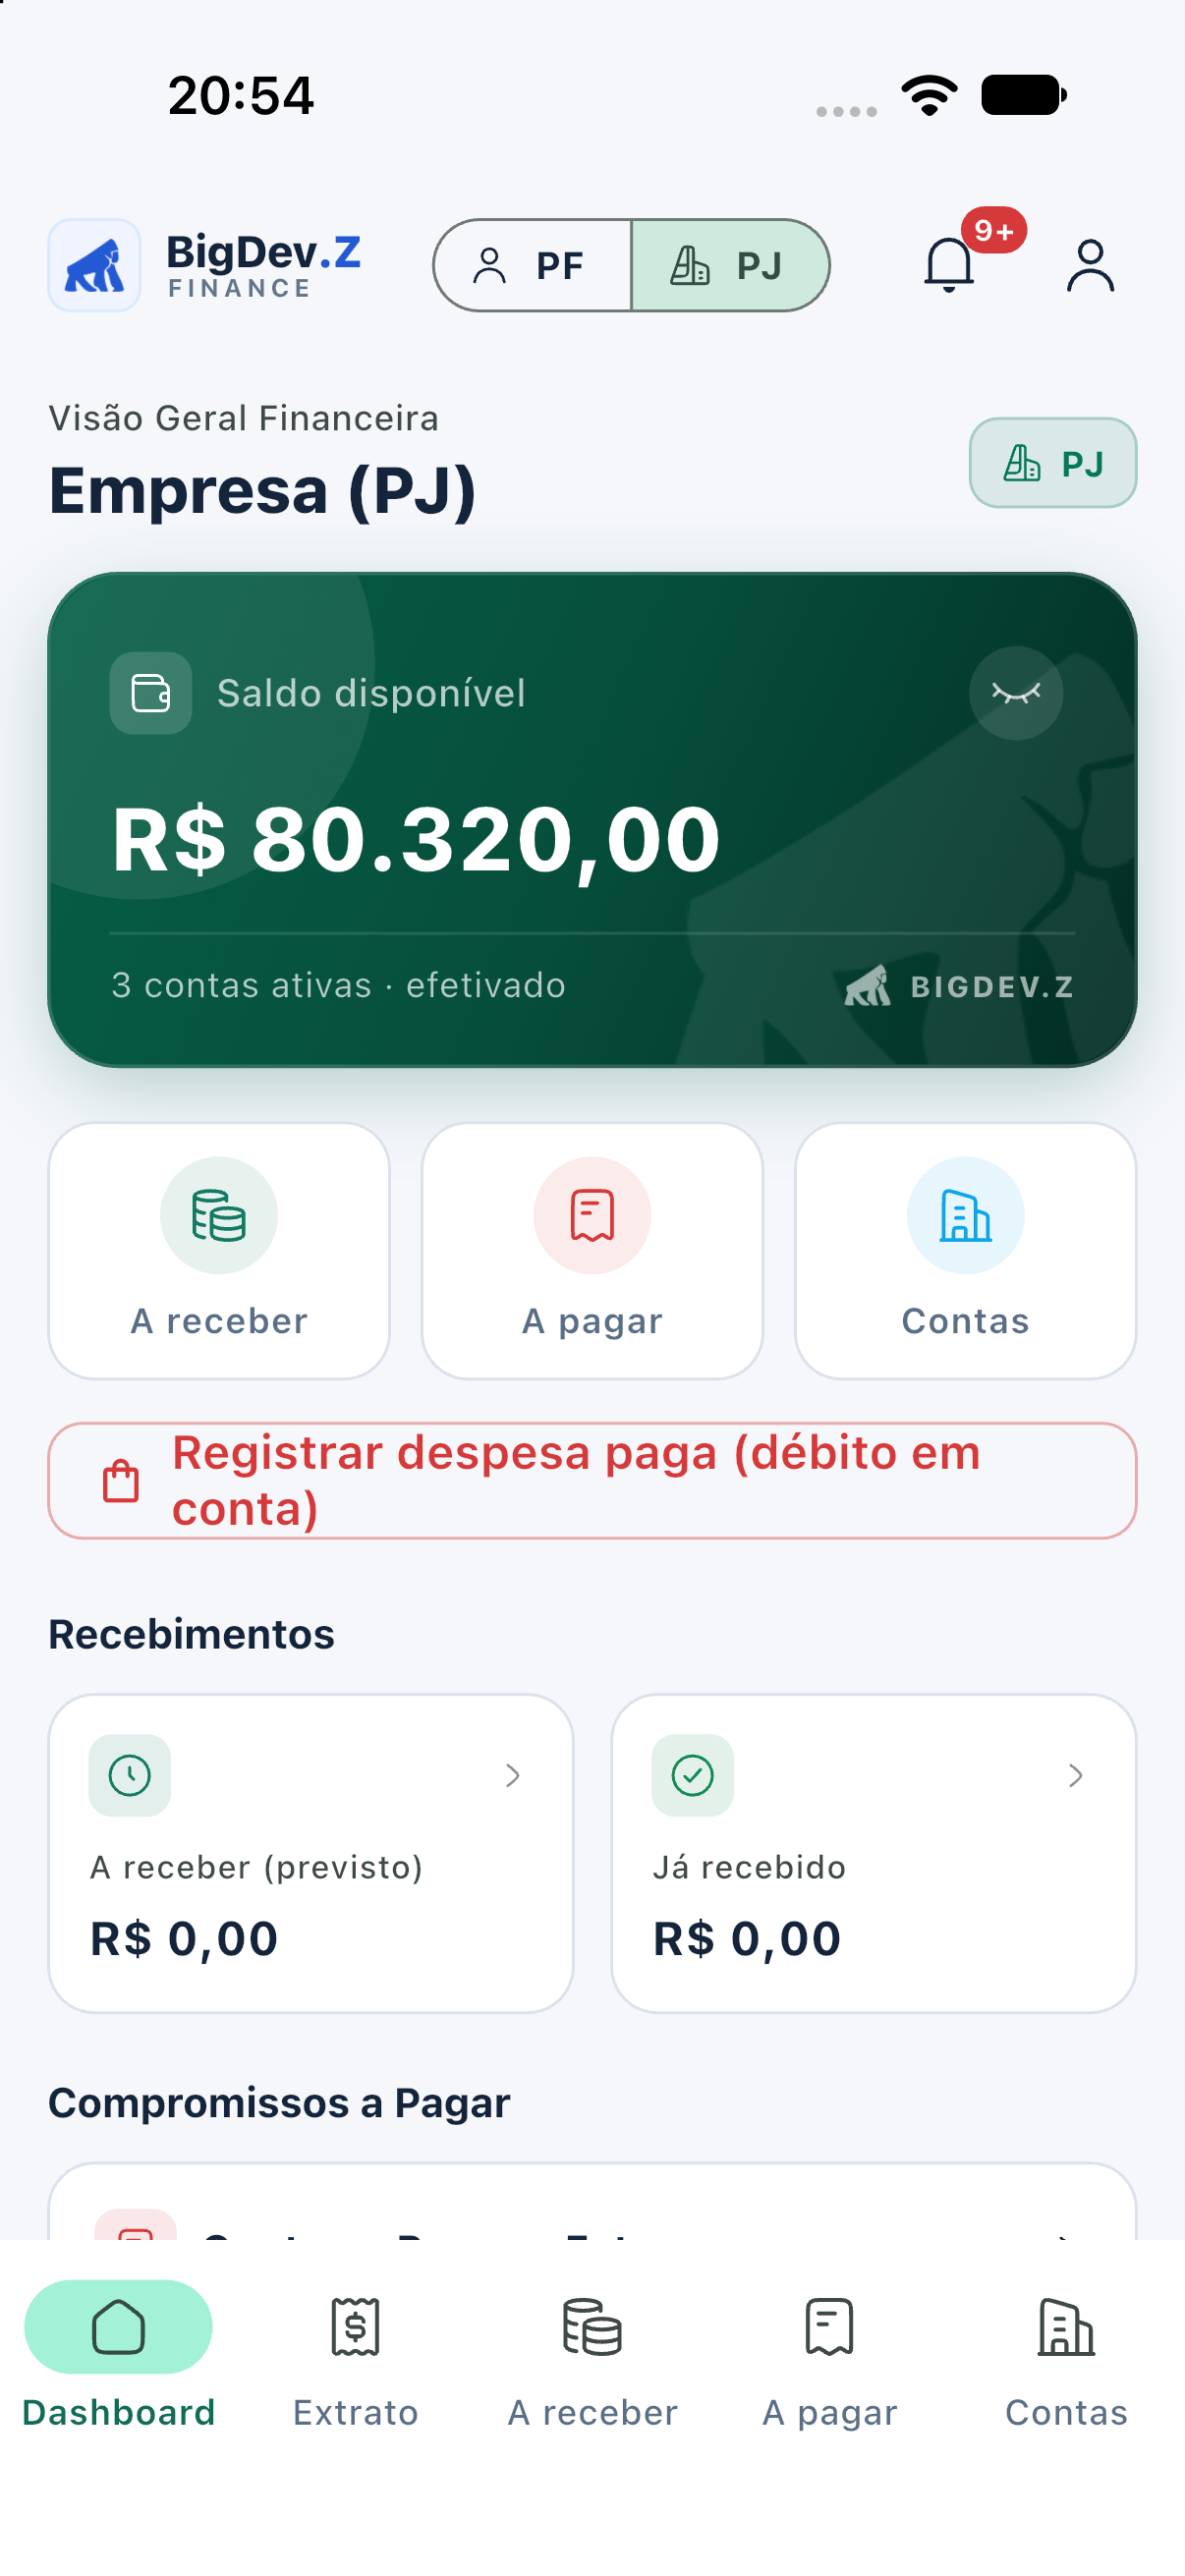 20:54
BigDev.Z
FINANCE
PF
PJ
9+
Visão Geral Financeira
Empresa (PJ)
PJ
Saldo disponível
R$ 80.320,00
3 contas ativas · efetivado
BIGDEV.Z
A receber
A pagar
Contas
Registrar despesa paga (débito em
conta)
Recebimentos
A receber (previsto)
R$ 0,00
Já recebido
R$ 0,00
Compromissos a Pagar
Dashboard
Extrato
A receber
A pagar
Contas